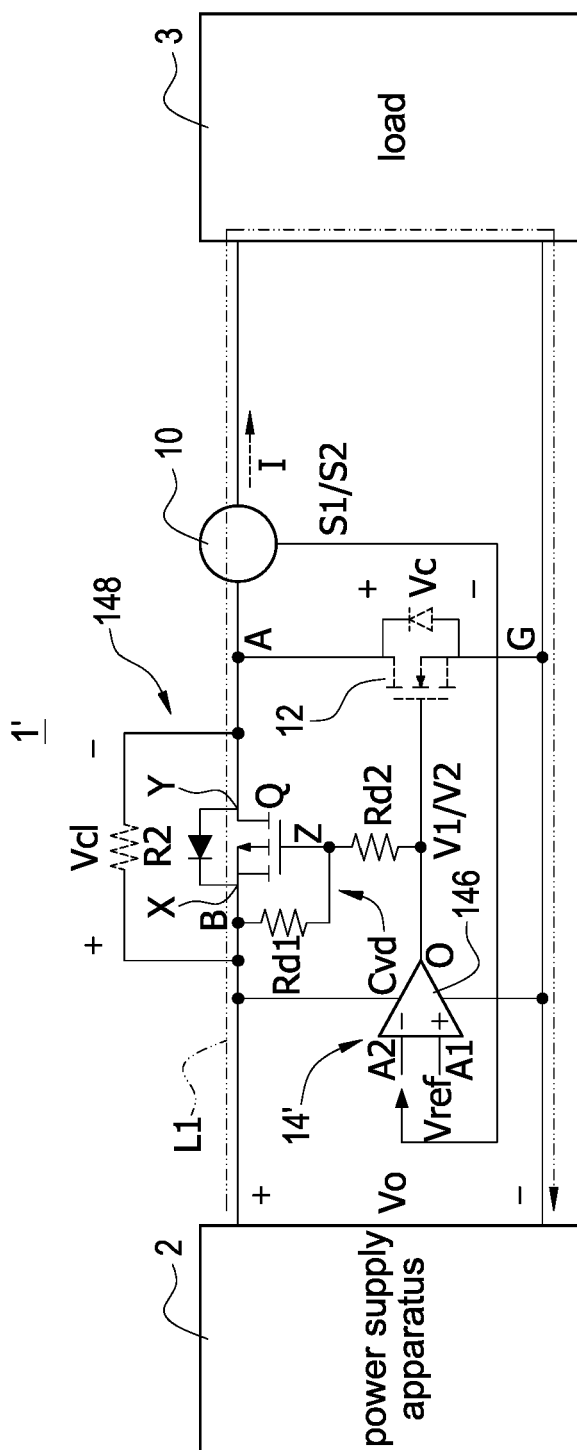 1'
148
Vcl
+
−
R2
X
Y
B
Q
A
10
3
2
L1
Rd1
Z
I
Cvd
Rd2
12
+
Vc
−
S1/S2
+
Vo
−
14'
A2
−
+
A1
Vref
O
146
V1/V2
G
power supply
apparatus
load